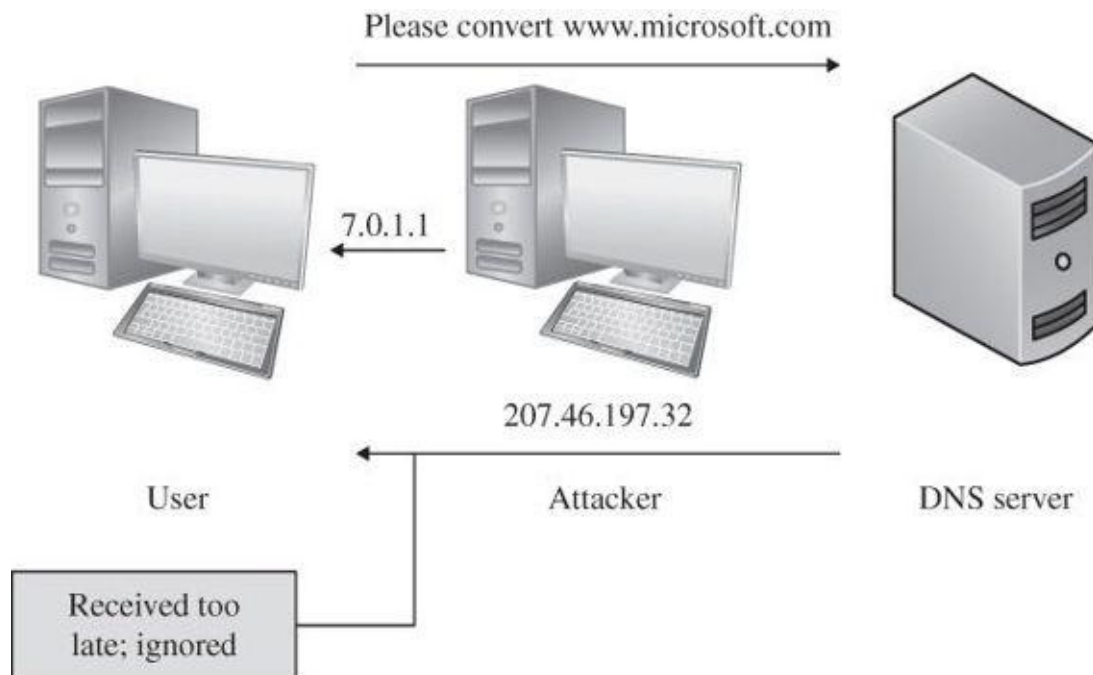 Please convert www.microsoft.com
7.0.1.1
207.46.197.32
User
Attacker
DNS server
Received too
late; ignored